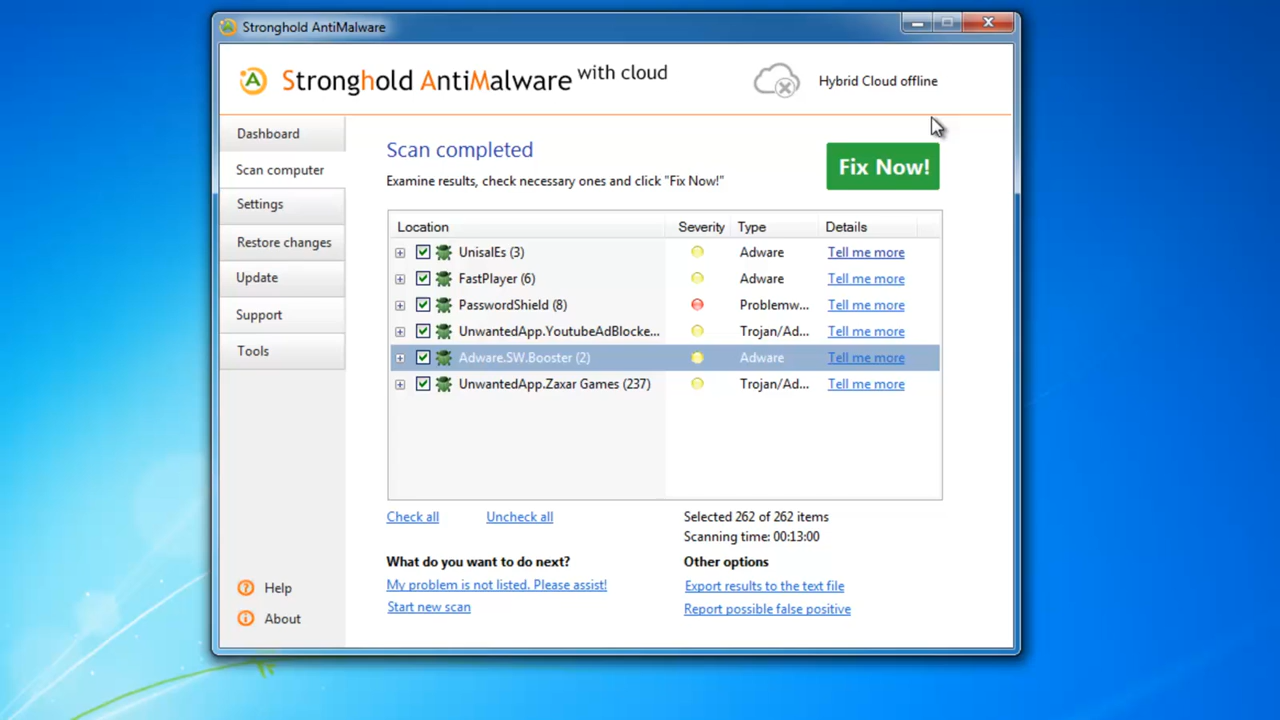 Stronghold AntiMalware
Stronghold AntiMalware with cloud
Hybrid Cloud offline
Dashboard
Scan computer
Settings
Restore changes
Update
Support
Tools
Help
About
Scan completed
Examine results, check necessary ones and click "Fix Now!"
Fix Now!
Location Severity Type Details
UnisalEs (3) Adware Tell me more
FastPlayer (6) Adware Tell me more
PasswordShield (8) Problemw... Tell me more
UnwantedApp.YoutubeAdBlocke... Trojan/Ad... Tell me more
Adware.SW.Booster (2) Adware Tell me more
UnwantedApp.Zaxar Games (237) Trojan/Ad... Tell me more
Check all Uncheck all
Selected 262 of 262 items
Scanning time: 00:13:00
What do you want to do next?
My problem is not listed. Please assist!
Start new scan
Other options
Export results to the text file
Report possible false positive